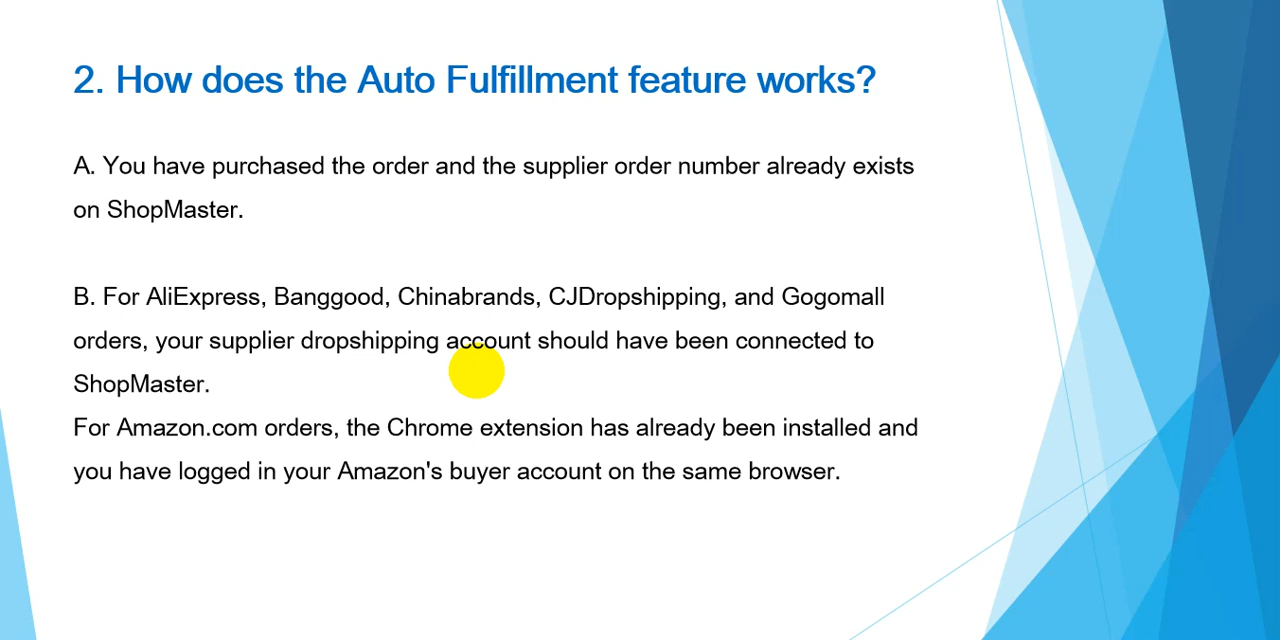 2. How does the Auto Fulfillment feature works?
A. You have purchased the order and the supplier order number already exists
on ShopMaster.
B. For AliExpress, Banggood, Chinabrands, CJDropshipping, and Gogomall
orders, your supplier dropshipping account should have been connected to
ShopMaster.
For Amazon.com orders, the Chrome extension has already been installed and
you have logged in your Amazon's buyer account on the same browser.